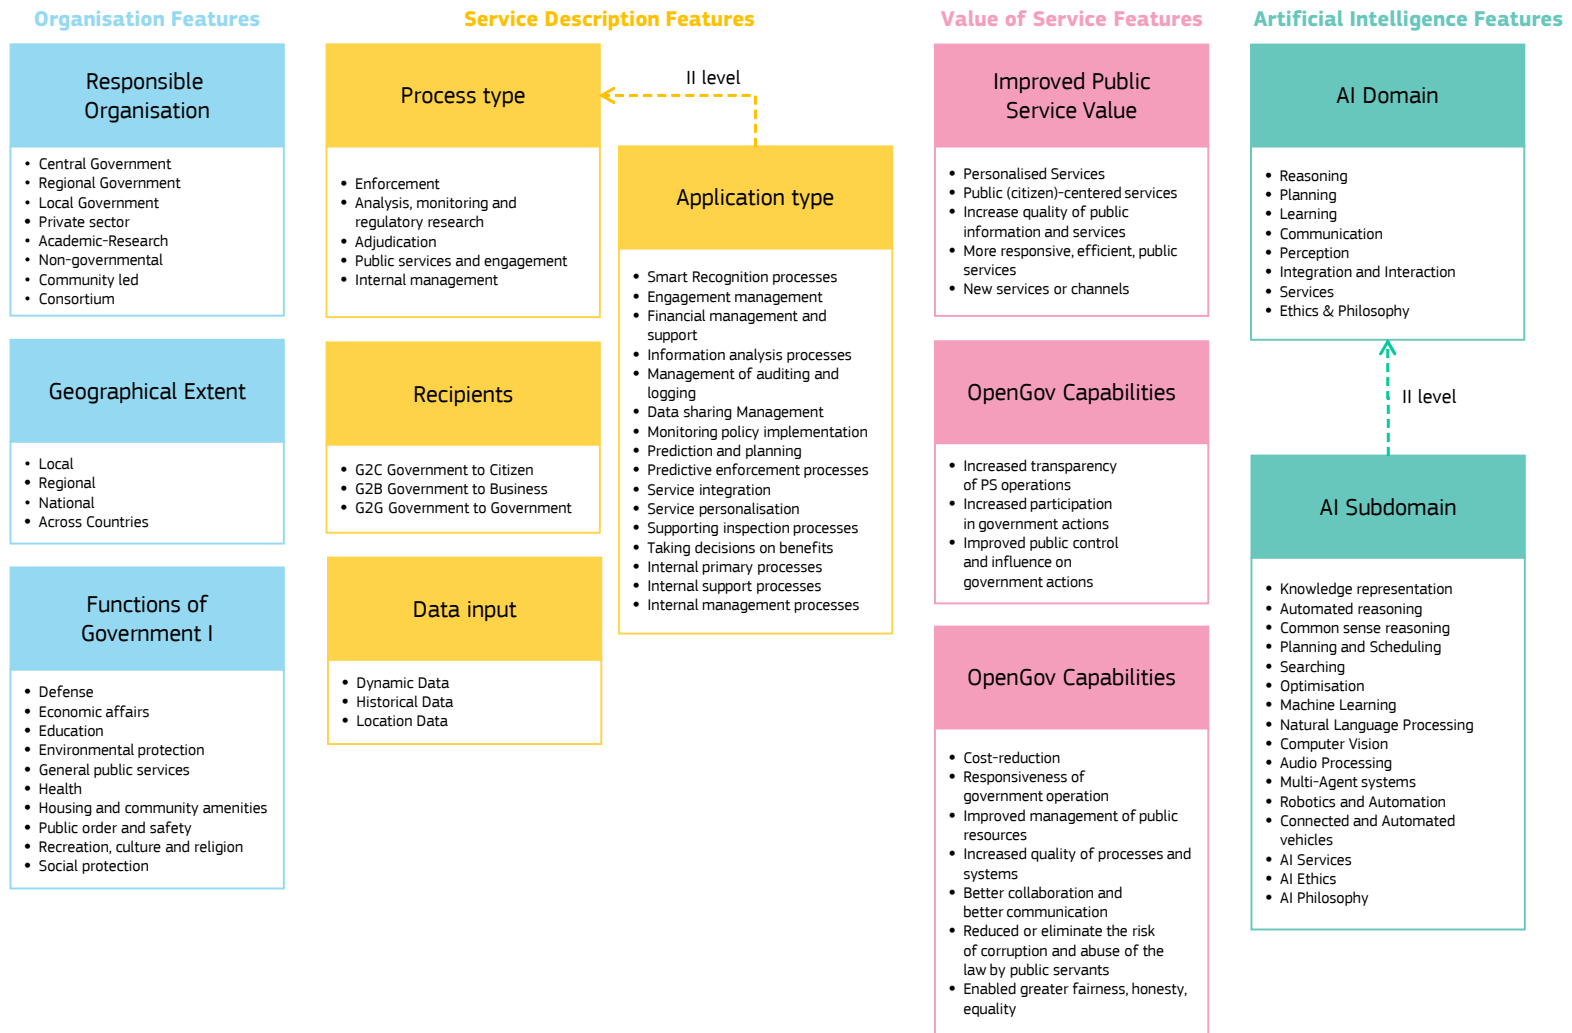 Organisation Features
Responsible
Organisation
• Central Government
• Regional Government
• Local Government
• Private sector
• Academic-Research
• Non-governmental
• Community led
• Consortium
Geographical Extent
• Local
• Regional
• National
• Across Countries
Functions of
Government I
• Defense
• Economic affairs
• Education
• Environmental protection
• General public services
• Health
• Housing and community amenities
• Public order and safety
• Recreation, culture and religion
• Social protection
Service Description Features
Process type
• Enforcement
• Analysis, monitoring and
regulatory research
• Adjudication
• Public services and engagement
• Internal management
Recipients
• G2C Government to Citizen
• G2B Government to Business
• G2G Government to Government
Data input
• Dynamic Data
• Historical Data
• Location Data
II level
Application type
• Smart Recognition processes
• Engagement management
• Financial management and
support
• Information analysis processes
• Management of auditing and
logging
• Data sharing Management
• Monitoring policy implementation
• Prediction and planning
• Predictive enforcement processes
• Service integration
• Service personalisation
• Supporting inspection processes
• Taking decisions on benefits
• Internal primary processes
• Internal support processes
• Internal management processes
Value of Service Features
Improved Public
Service Value
• Personalised Services
• Public (citizen)-centered services
• Increase quality of public
information and services
• More responsive, efficient, public
services
• New services or channels
OpenGov Capabilities
• Increased transparency
of PS operations
• Increased participation
in government actions
• Improved public control
and influence on
government actions
OpenGov Capabilities
• Cost-reduction
• Responsiveness of
government operation
• Improved management of public
resources
• Increased quality of processes and
systems
• Better collaboration and
better communication
• Reduced or eliminate the risk
of corruption and abuse of the
law by public servants
• Enabled greater fairness, honesty,
equality
Artificial Intelligence Features
AI Domain
• Reasoning
• Planning
• Learning
• Communication
• Perception
• Integration and Interaction
• Services
• Ethics & Philosophy
II level
AI Subdomain
• Knowledge representation
• Automated reasoning
• Common sense reasoning
• Planning and Scheduling
• Searching
• Optimisation
• Machine Learning
• Natural Language Processing
• Computer Vision
• Audio Processing
• Multi-Agent systems
• Robotics and Automation
• Connected and Automated
vehicles
• AI Services
• AI Ethics
• AI Philosophy